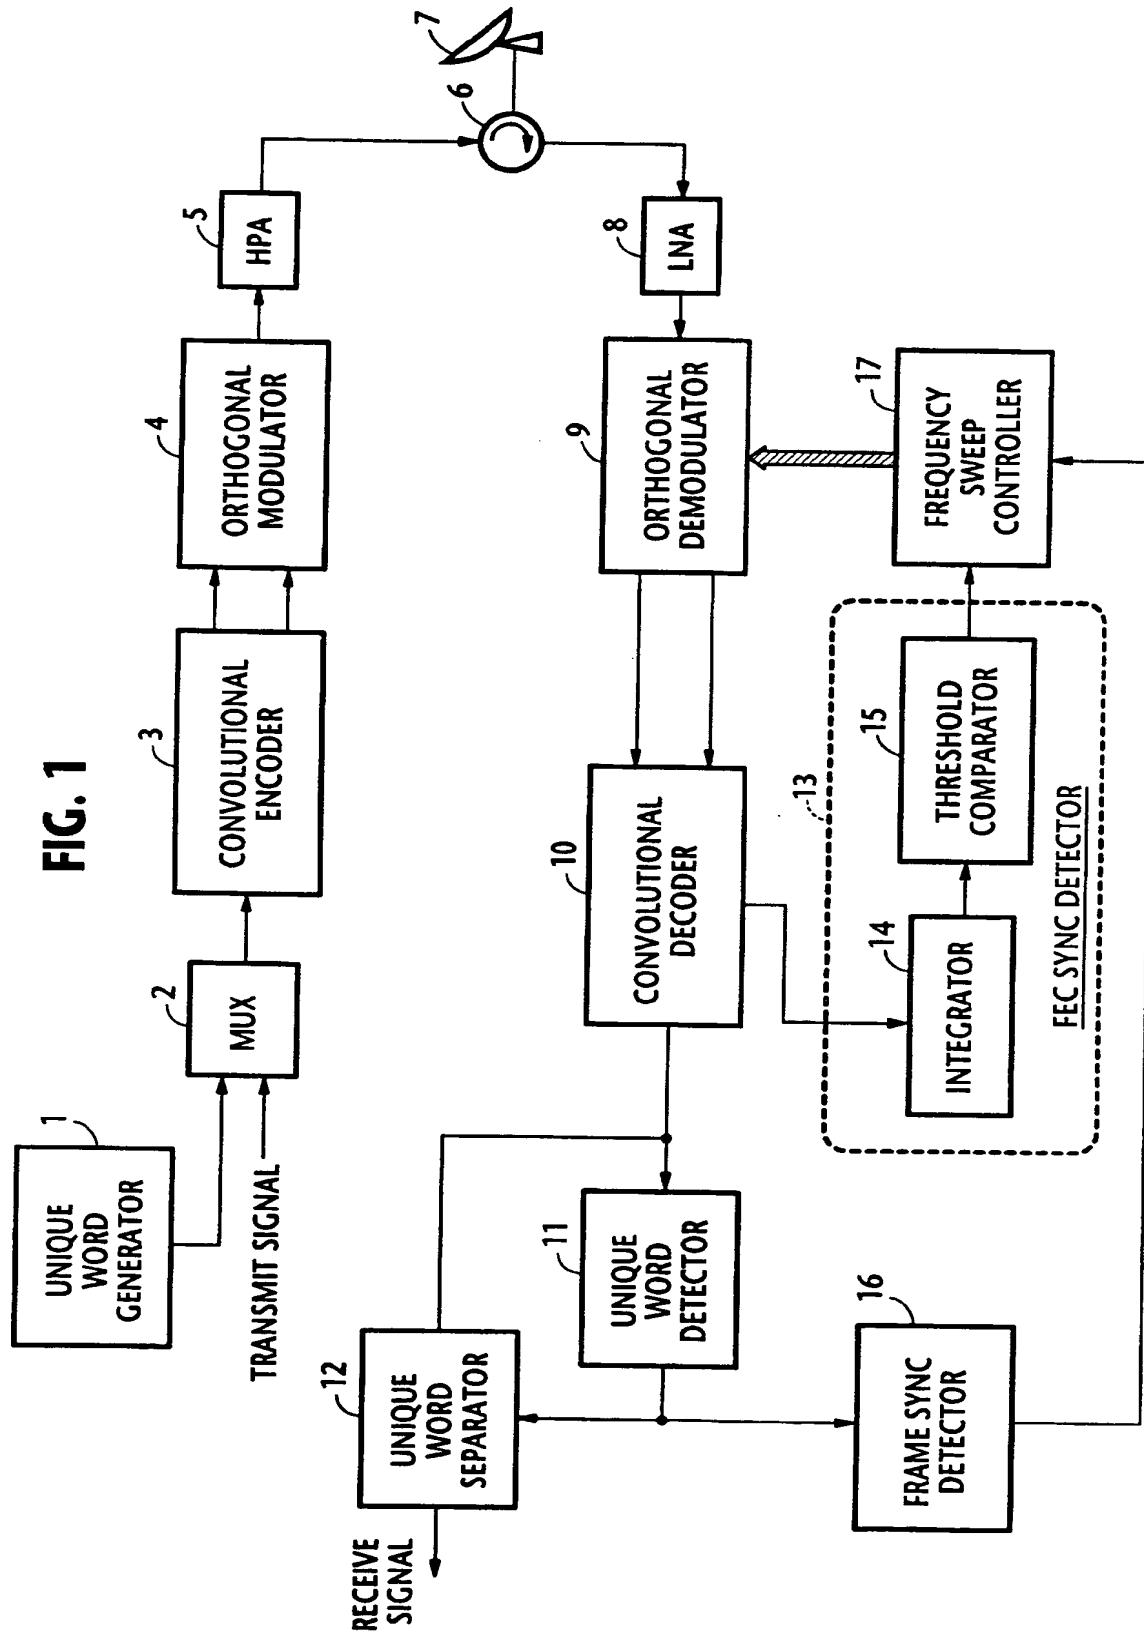 FIG. 1
1
UNIQUE
WORD
GENERATOR
TRANSMIT SIGNAL
2
MUX
3
CONVOLUTIONAL
ENCODER
4
ORTHOGONAL
MODULATOR
5
HPA
6
7
8
LNA
9
ORTHOGONAL
DEMODULATOR
10
CONVOLUTIONAL
DECODER
11
UNIQUE
WORD
DETECTOR
12
UNIQUE
WORD
SEPARATOR
RECEIVE
SIGNAL
13
14
INTEGRATOR
15
THRESHOLD
COMPARATOR
FEC SYNC DETECTOR
16
FRAME SYNC
DETECTOR
17
FREQUENCY
SWEEP
CONTROLLER